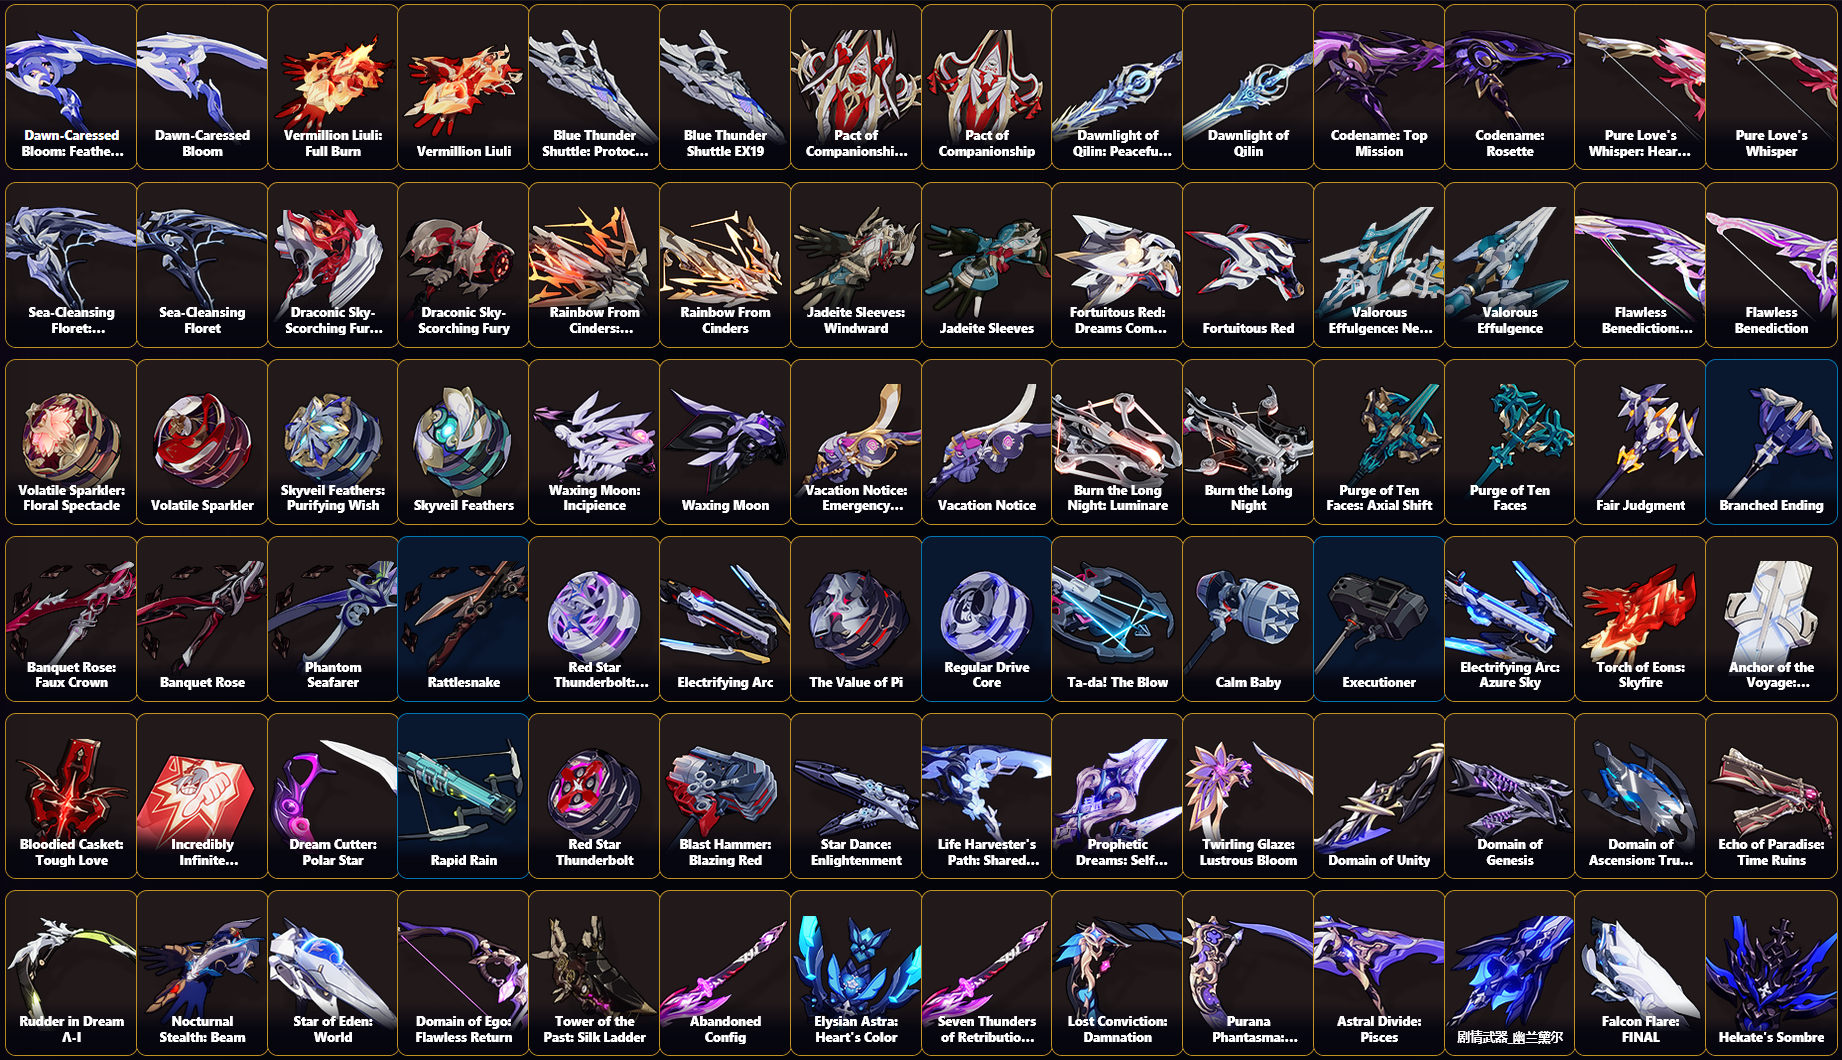 Dawn-Caressed
Bloom: Feathe...
Dawn-Caressed
Bloom
Vermillion Liuli:
Full Burn
Vermillion Liuli
Blue Thunder
Shuttle: Protoc...
Blue Thunder
Shuttle EX19
Pact of
Companionshi...
Pact of
Companionship
Dawnlight of
Qilin: Peacefu...
Dawnlight of
Qilin
Codename: Top
Mission
Codename:
Rosette
Pure Love's
Whisper: Hear...
Pure Love's
Whisper
Sea-Cleansing
Floret:...
Sea-Cleansing
Floret
Draconic Sky-
Scorching Fur...
Draconic Sky-
Scorching Fury
Rainbow From
Cinders:...
Rainbow From
Cinders
Jadeite Sleeves:
Windward
Jadeite Sleeves
Fortuitous Red:
Dreams Com...
Fortuitous Red
Valorous
Effulgence: Ne...
Valorous
Effulgence
Flawless
Benediction:...
Flawless
Benediction
Volatile Sparkler:
Floral Spectacle
Volatile Sparkler
Skyveil Feathers:
Purifying Wish
Skyveil Feathers
Waxing Moon:
Incipience
Waxing Moon
Vacation Notice:
Emergency...
Vacation Notice
Burn the Long
Night: Luminare
Burn the Long
Night
Purge of Ten
Faces: Axial Shift
Purge of Ten
Faces
Fair Judgment
Branched Ending
Banquet Rose:
Faux Crown
Banquet Rose
Phantom
Seafarer
Rattlesnake
Red Star
Thunderbolt:...
Electrifying Arc
The Value of Pi
Regular Drive
Core
Ta-da! The Blow
Calm Baby
Executioner
Electrifying Arc:
Azure Sky
Torch of Eons:
Skyfire
Anchor of the
Voyage:...
Bloodied Casket:
Tough Love
Incredibly
Infinite...
Dream Cutter:
Polar Star
Rapid Rain
Red Star
Thunderbolt
Blast Hammer:
Blazing Red
Star Dance:
Enlightenment
Life Harvester's
Path: Shared...
Prophetic
Dreams: Self...
Twirling Glaze:
Lustrous Bloom
Domain of Unity
Domain of
Genesis
Domain of
Ascension: Tru...
Echo of Paradise:
Time Ruins
Rudder in Dream
Λ-I
Nocturnal
Stealth: Beam
Star of Eden:
World
Domain of Ego:
Flawless Return
Tower of the
Past: Silk Ladder
Abandoned
Config
Elysian Astra:
Heart's Color
Seven Thunders
of Retributio...
Lost Conviction:
Damnation
Purana
Phantasma:...
Astral Divide:
Pisces
剧情武器_幽兰黛尔
Falcon Flare:
FINAL
Hekate's Sombre